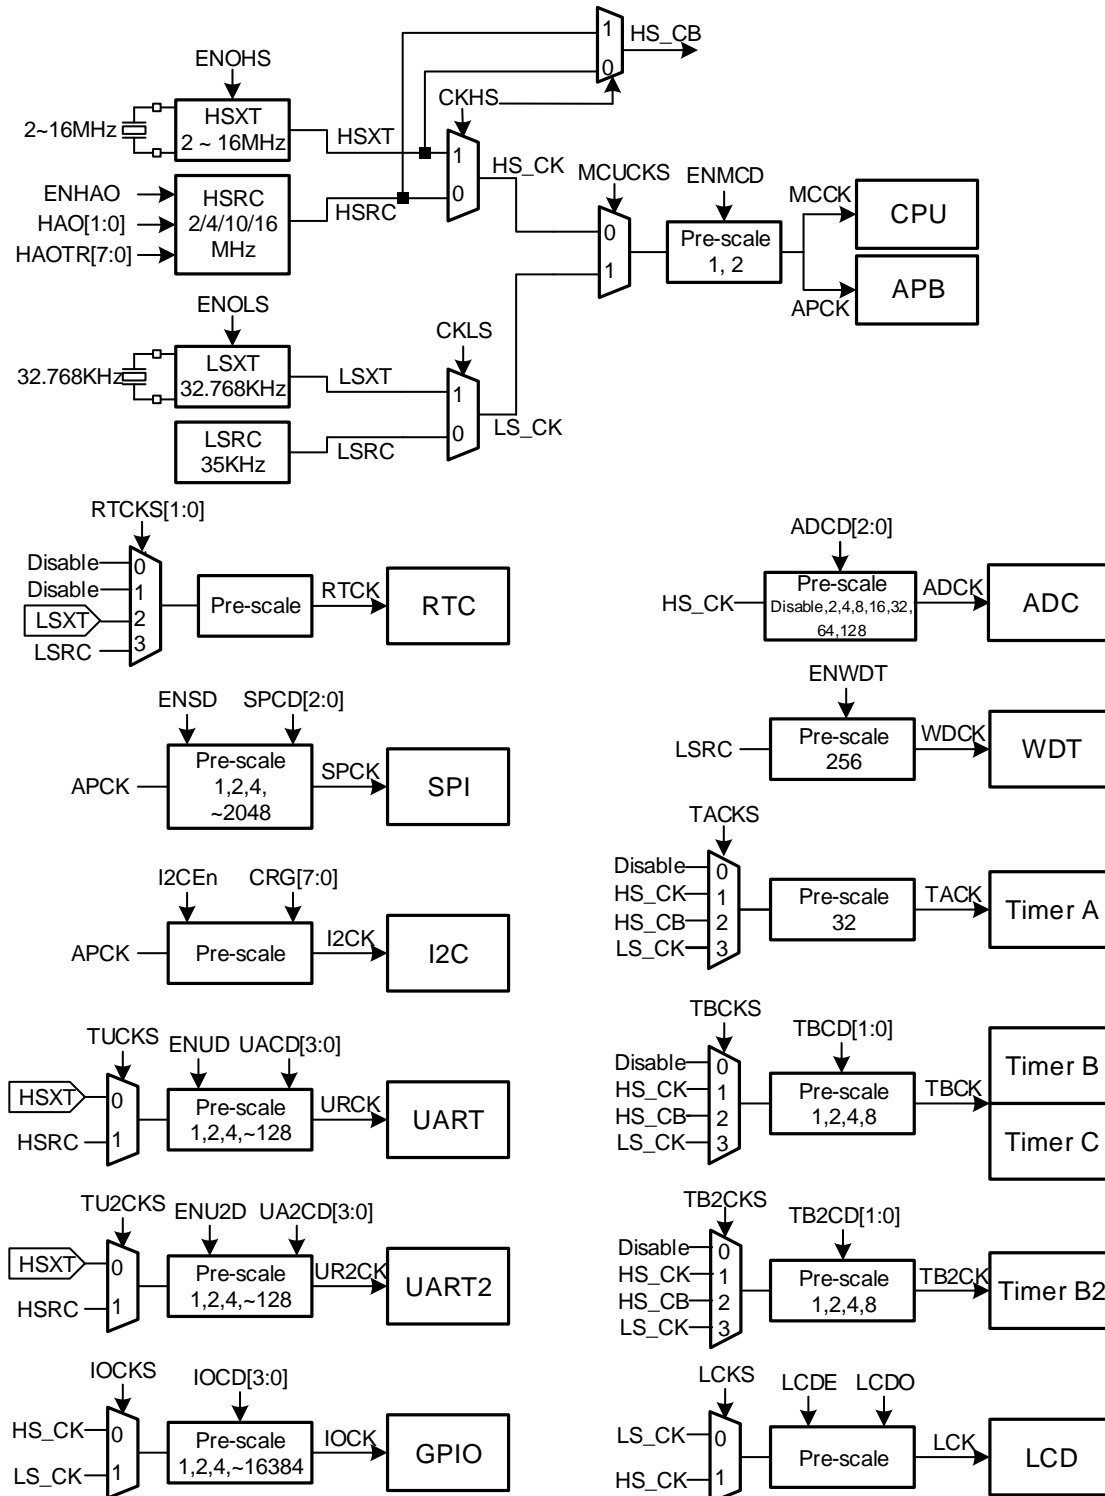 HS_CB
1
0
ENOHS
CKHS
2~16MHz
HSXT
2 ~ 16MHz
HSXT
1
0
HS_CK
MCUCKS
ENMCD
MCCK
ENHAO
HAO[1:0]
HAOTR[7:0]
HSRC
2/4/10/16
MHz
HSRC
0
1
Pre-scale
1, 2
CPU
APB
APCK
ENOLS
CKLS
32.768KHz
LSXT
32.768KHz
LSXT
1
0
LS_CK
LSRC
35KHz
LSRC
RTCKS[1:0]
Disable
Disable
LSXT
LSRC
0
1
2
3
Pre-scale
RTCK
RTC
ADCD[2:0]
HS_CK
Pre-scale
Disable,2,4,8,16,32,
64,128
ADCK
ADC
ENSD
SPCD[2:0]
APCK
Pre-scale
1,2,4,
~2048
SPCK
SPI
ENWDT
LSRC
Pre-scale
256
WDCK
WDT
I2CEn
CRG[7:0]
APCK
Pre-scale
I2CK
I2C
TACKS
Disable
HS_CK
HS_CB
LS_CK
0
1
2
3
Pre-scale
32
TACK
Timer A
TUCKS
ENUD
UACD[3:0]
HSXT
HSRC
0
1
Pre-scale
1,2,4,~128
URCK
UART
TBCKS
TBCD[1:0]
Disable
HS_CK
HS_CB
LS_CK
0
1
2
3
Pre-scale
1,2,4,8
TBCK
Timer B
Timer C
TU2CKS
ENU2D
UA2CD[3:0]
HSXT
HSRC
0
1
Pre-scale
1,2,4,~128
UR2CK
UART2
TB2CKS
TB2CD[1:0]
Disable
HS_CK
HS_CB
LS_CK
0
1
2
3
Pre-scale
1,2,4,8
TB2CK
Timer B2
IOCKS
IOCD[3:0]
HS_CK
LS_CK
0
1
Pre-scale
1,2,4,~16384
IOCK
GPIO
LCKS
LCDE
LCDO
LS_CK
HS_CK
0
1
Pre-scale
LCK
LCD